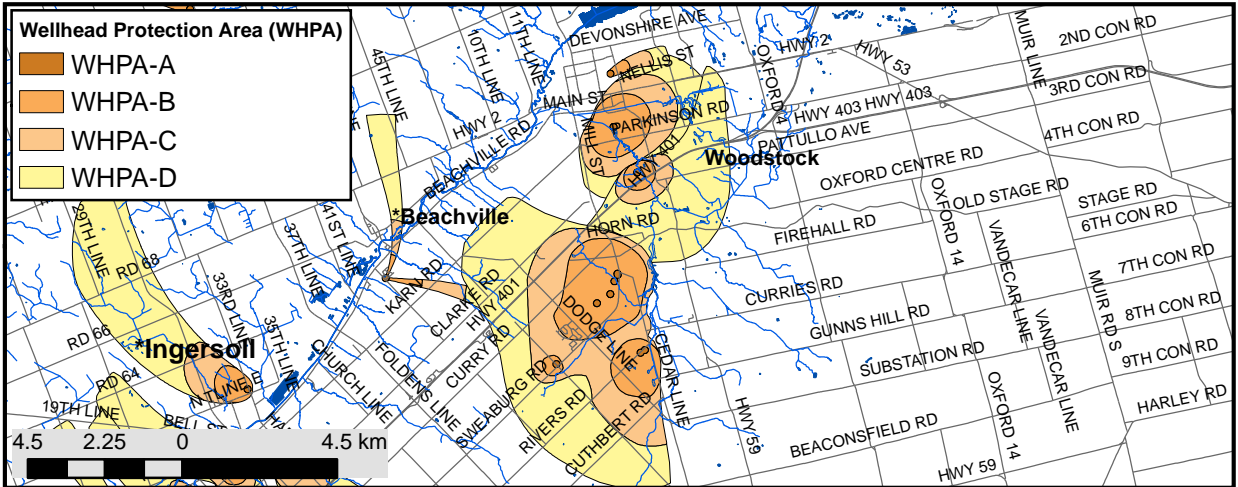 Wellhead Protection Area (WHPA)
WHPA-A
WHPA-B
WHPA-C
WHPA-D
45TH LINE
10TH LINE
11TH LINE
DEVONSHIRE AVE
NELLIS ST
HWY 2
OXFORD 4
HWY 53
MUIR LINE
2ND CON RD
3RD CON RD
MAIN ST
HWY 2
PARKINSON RD
HWY 403 HWY 403
PATTULLO AVE
4TH CON RD
MILL ST
HWY 401
Woodstock
BEACHVILLE RD
OXFORD CENTRE RD
*Beachville
HORN RD
OXFORD 14
OLD STAGE RD
STAGE RD
6TH CON RD
FIREHALL RD
29TH LINE
RD 68
41ST LINE
37TH LINE
33RD LINE
35TH LINE
KARN RD
CLARKE RD
HWY 401
CURRY RD
VANDECAR LINE
7TH CON RD
CURRIES RD
8TH CON RD
MUIR RD S
GUNNS HILL RD
VANDECAR LINE
RD 66
*Ingersoll
DODGE LINE
CEDAR LINE
SUBSTATION RD
9TH CON RD
RD 64
N TLINE E
CHURCH LINE
FOLDENS LINE
SWEABURG RD
RIVERS RD
CUTHBERT RD
HWY 59
OXFORD 14
HARLEY RD
19TH LINE
BELL ST
BEACONSFIELD RD
HWY 59
4.5 2.25 0 4.5 km